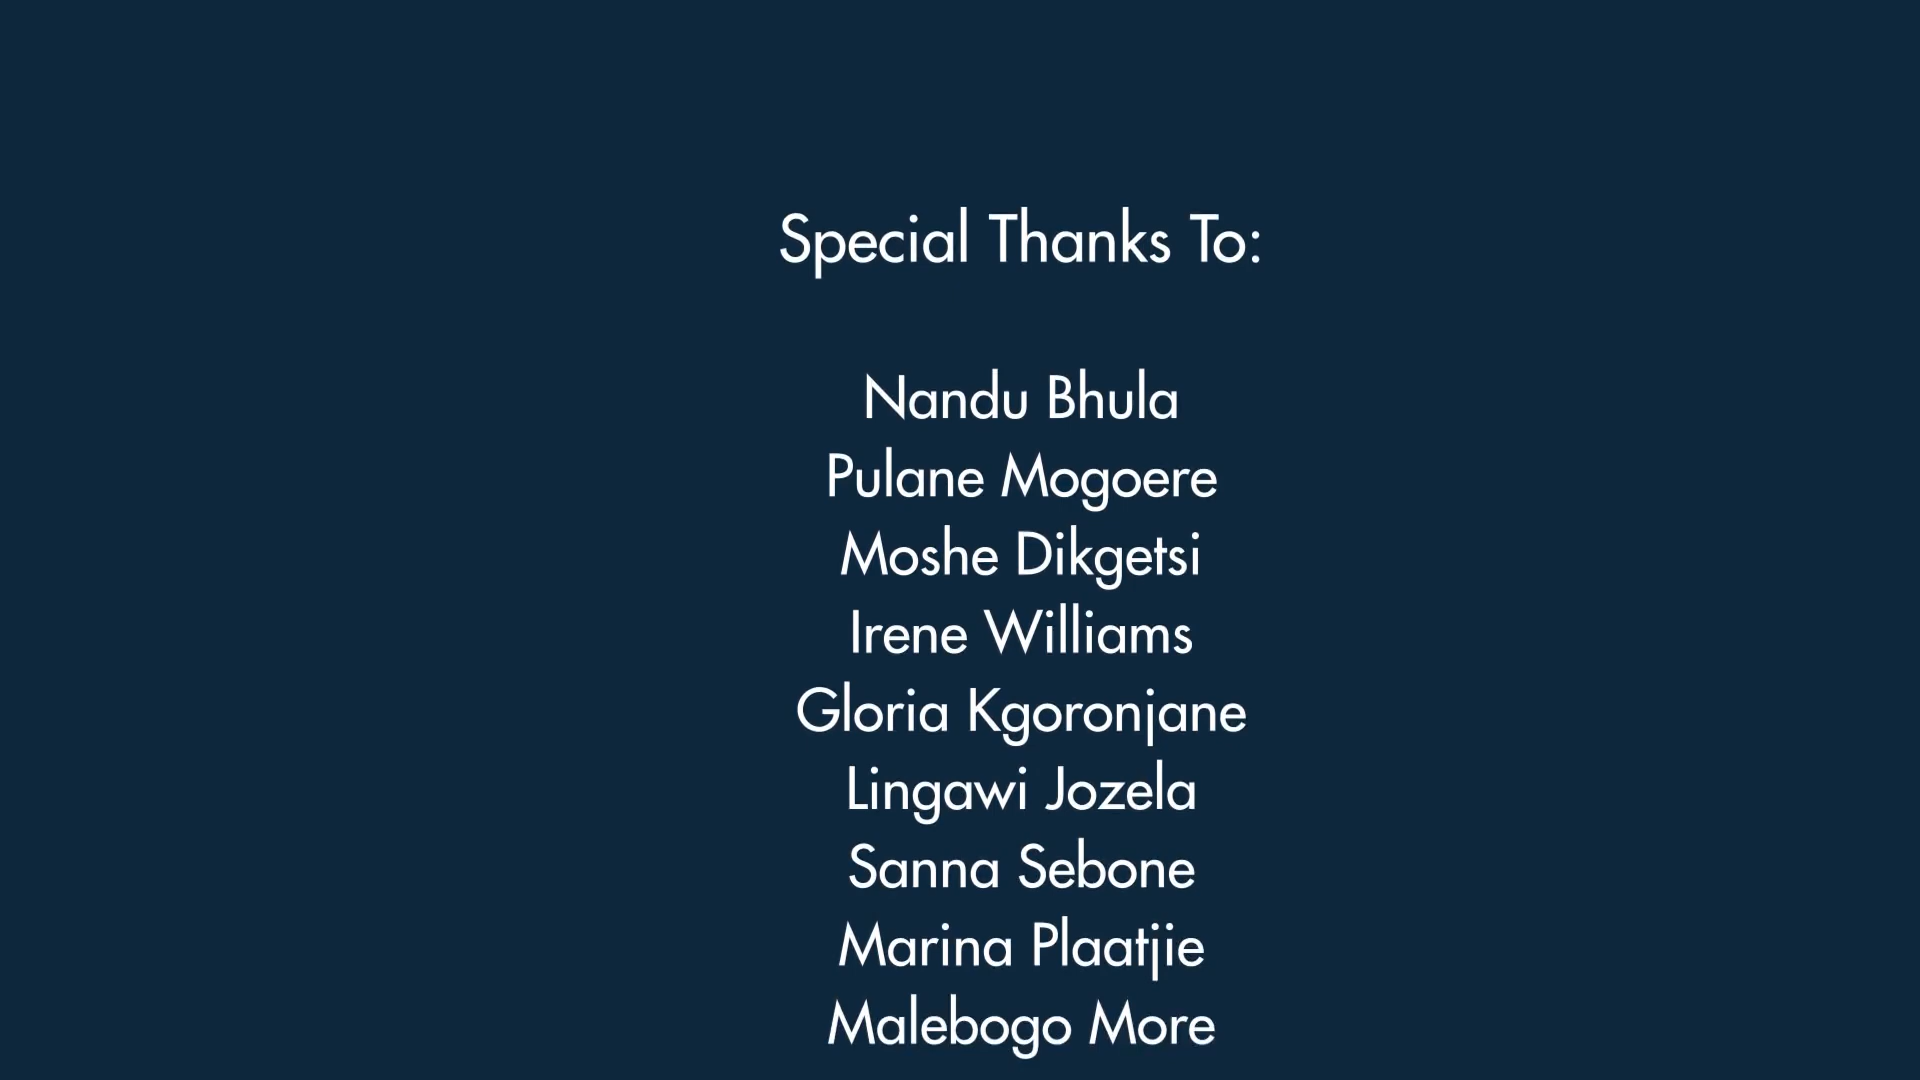 Special Thanks To:
Nandu Bhula
Pulane Mogoere
Moshe Dikgetsi
Irene Williams
Gloria Kgoronjane
Lingawi Jozela
Sanna Sebone
Marina Plaatjie
Malebogo More